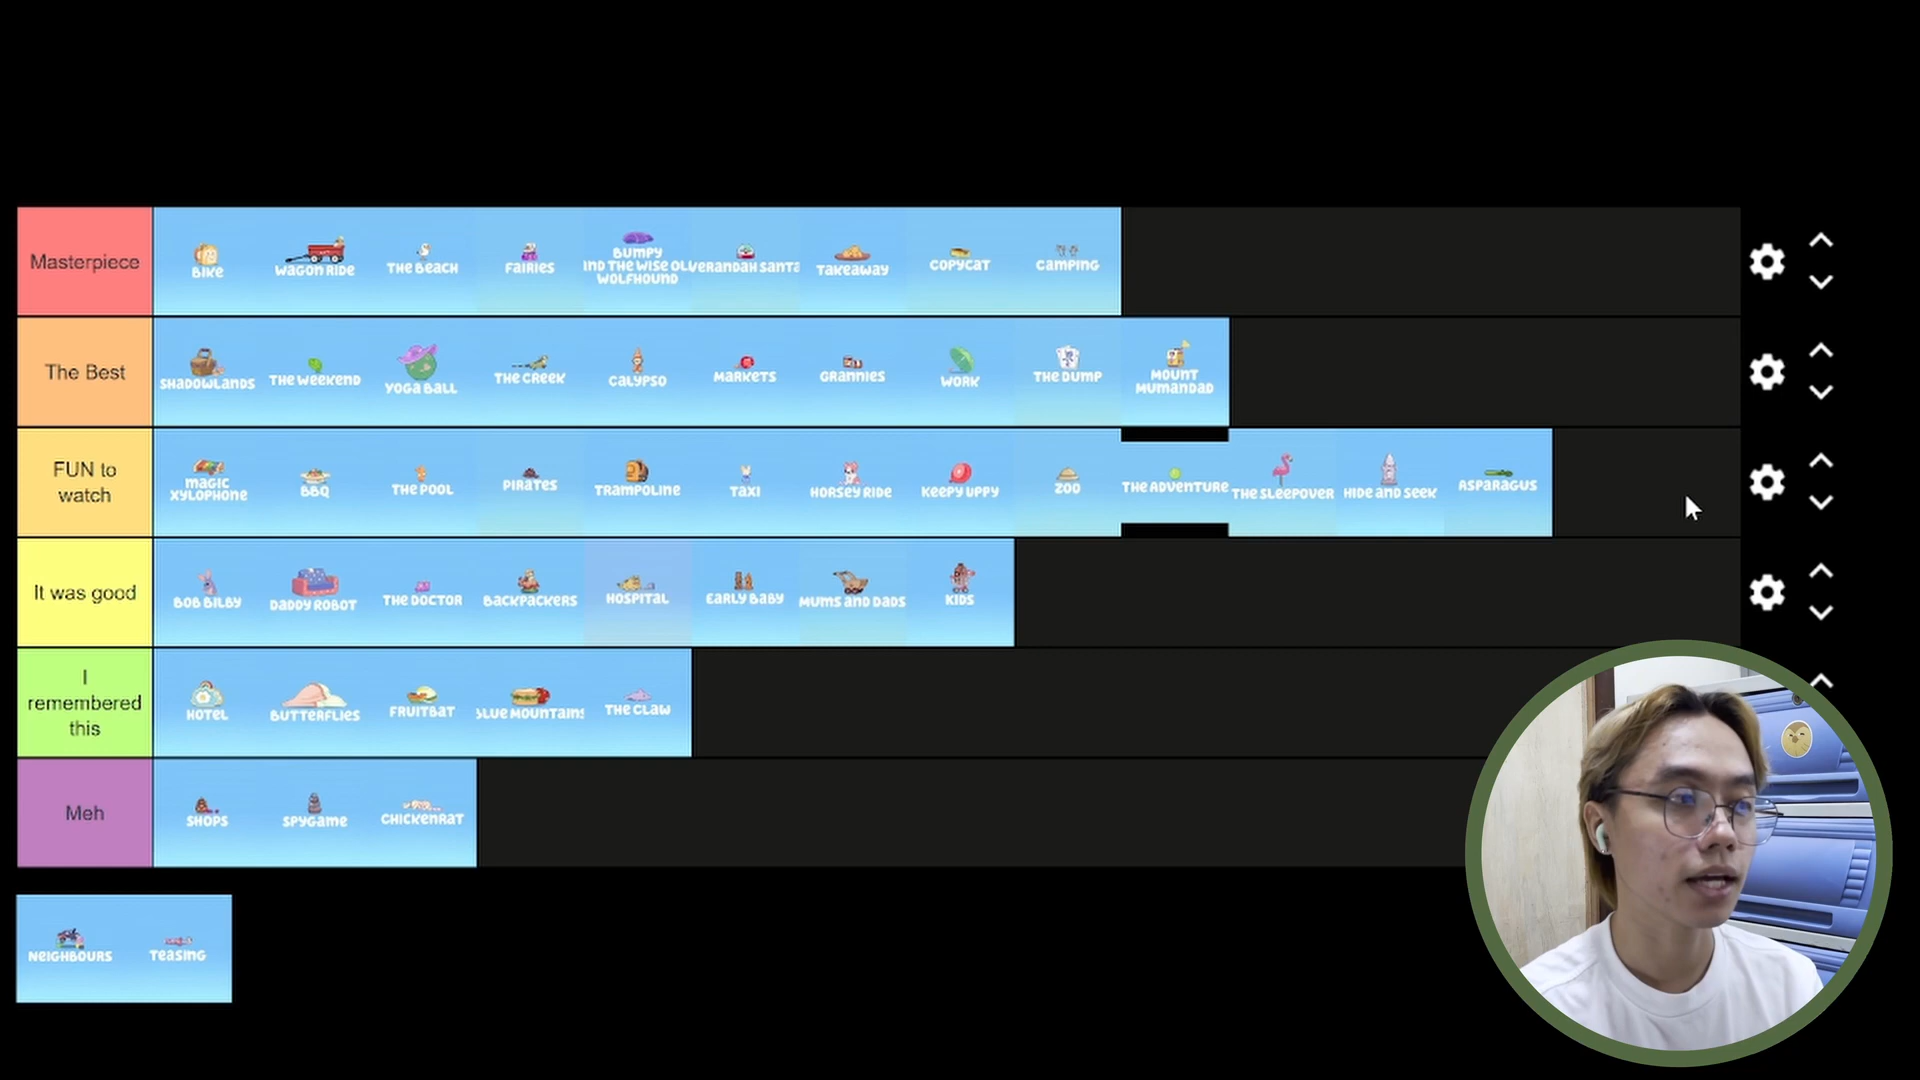 Masterpiece
BIKE
WAGON RIDE
THE BEACH
FAIRIES
BUMPY
IND THE WISE OL
WOLFHOUND
VERANDAH SANTA
TAKEAWAY
COPYCAT
CAMPING
The Best
SHADOWLANDS
THE WEEKEND
YOGA BALL
THE CREEK
CALYPSO
MARKETS
GRANNIES
WORK
THE DUMP
MOUNT
MUMANDAD
FUN to
watch
MAGIC
XYLOPHONE
BBQ
THE POOL
PIRATES
TRAMPOLINE
TAXI
HORSEY RIDE
KEEPY UPPY
ZOO
THE ADVENTURE
THE SLEEPOVER
HIDE AND SEEK
ASPARAGUS
It was good
BOB BILBY
DADDY ROBOT
THE DOCTOR
BACKPACKERS
HOSPITAL
EARLY BABY
MUMS AND DADS
KIDS
I
remembered
this
HOTEL
BUTTERFLIES
FRUITBAT
BLUE MOUNTAINS
THE CLAW
Meh
SHOPS
SPYGAME
CHICKENRAT
NEIGHBOURS
TEASING